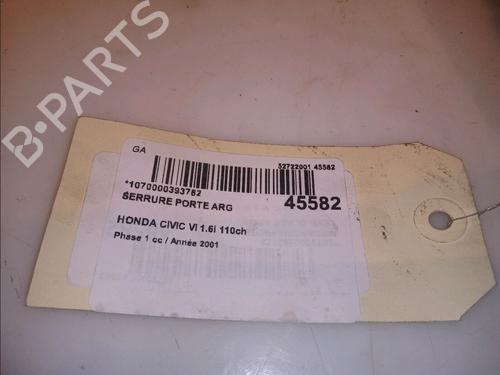 B-PARTS
GA
52722001 45582
*1070000393782
45582
SERRURE PORTE ARG
HONDA CIVIC VI 1.6i 110ch
Phase 1 cc / Année 2001